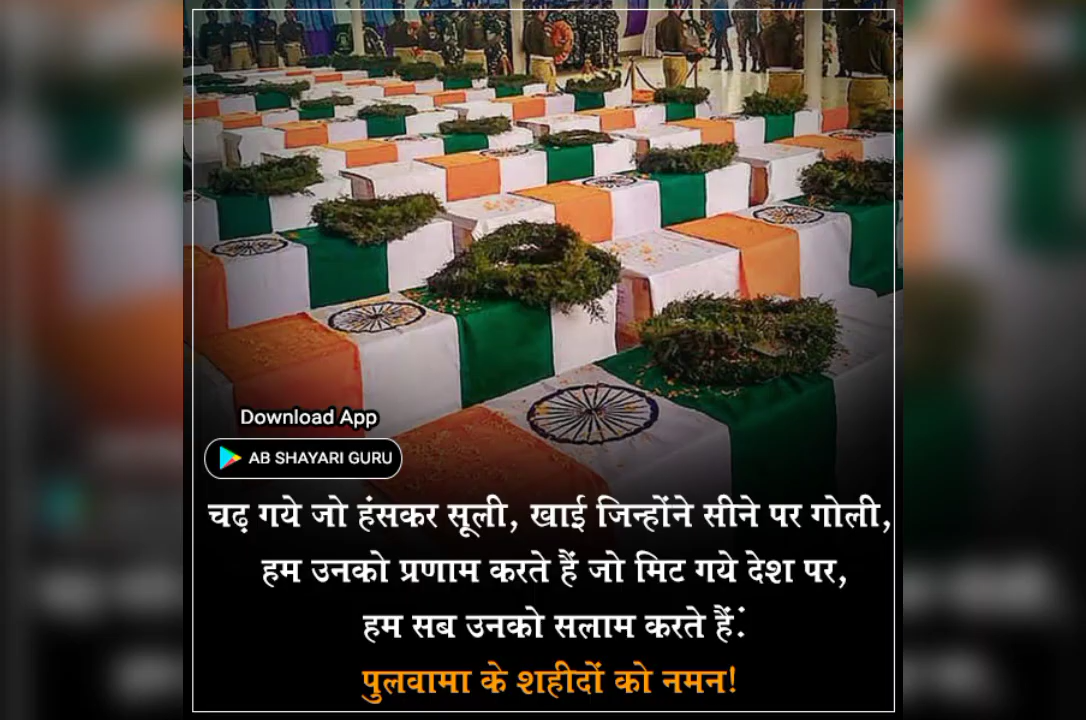 Download App
AB SHAYARI GURU
चढ़ गये जो हंसकर सूली, खाई जिन्होंने सीने पर गोली,
हम उनको प्रणाम करते हैं जो मिट गये देश पर,
हम सब उनको सलाम करते हैं:
पुलवामा के शहीदों को नमन!